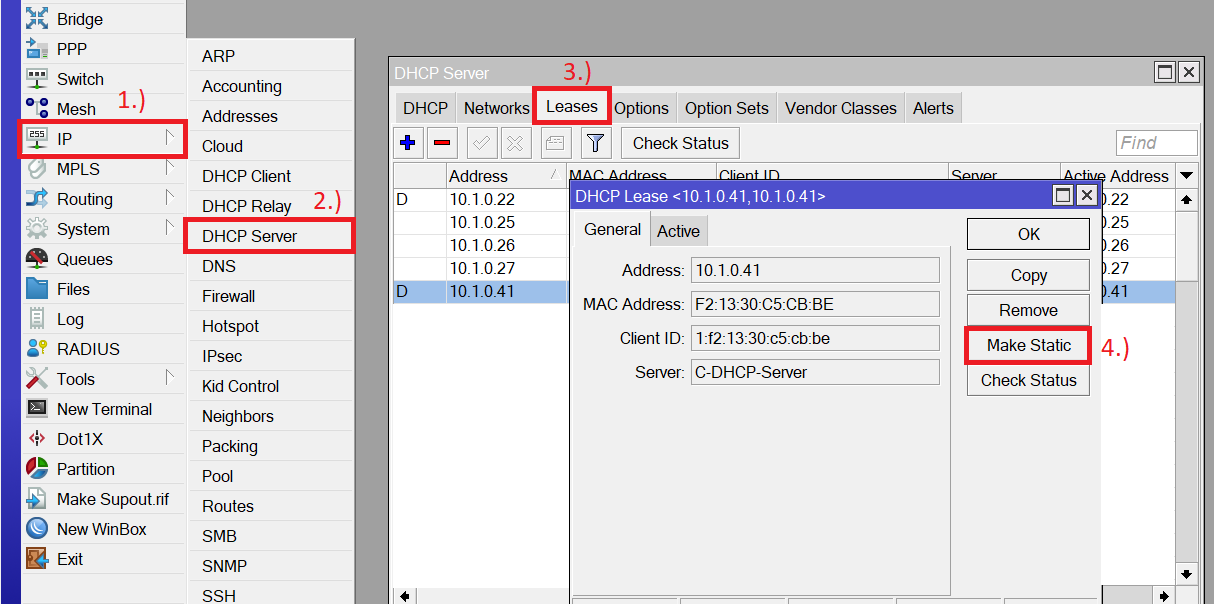 Bridge
PPP
Switch
Mesh
1.)
255
IP
MPLS
Routing
System
Queues
Files
Log
RADIUS
Tools
New Terminal
Dot1X
Partition
Make Supout.rif
New WinBox
Exit
ARP
Accounting
Addresses
Cloud
DHCP Client
DHCP Relay
2.)
DHCP Server
DNS
Firewall
Hotspot
IPsec
Kid Control
Neighbors
Packing
Pool
Routes
SMB
SNMP
SSH
DHCP Server
3.)
DHCP Networks Leases Options Option Sets Vendor Classes Alerts
Check Status Find
Address MAC Address Client ID Server Active Address
D 10.1.0.22 0.22
10.1.0.25 0.25
10.1.0.26 0.26
10.1.0.27 0.27
D 10.1.0.41 0.41
DHCP Lease <10.1.0.41,10.1.0.41>
General Active
Address: 10.1.0.41
MAC Address: F2:13:30:C5:CB:BE
Client ID: 1:f2:13:30:c5:cb:be
Server: C-DHCP-Server
OK
Copy
Remove
Make Static 4.)
Check Status